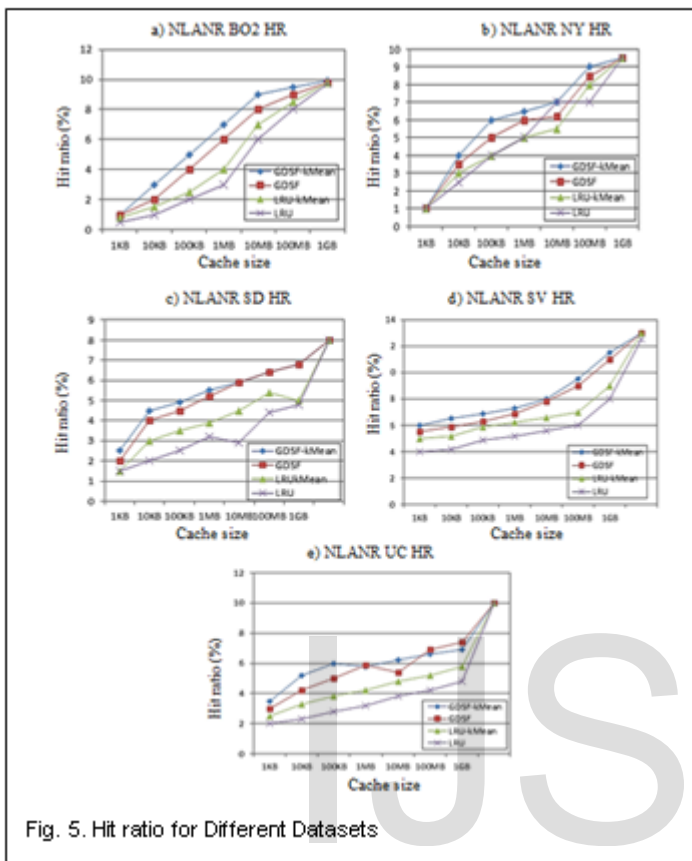 a) NLANR BO2 HR
Hit ratio (%)
12
10
8
6
4
2
0
1KB 10KB 100KB 1MB 10MB 100MB 1GB
Cache size
GDSF-kMean
GDSF
LRU-kMean
LRU
b) NLANR NY HR
Hit ratio (%)
10
9
8
7
6
5
4
3
2
1
0
1KB 10KB 100KB 1MB 10MB 100MB 1GB
Cache size
GDSF-kMean
GDSF
LRU-kMean
LRU
c) NLANR SD HR
Hit ratio (%)
9
8
7
6
5
4
3
2
1
0
1KB 10KB 100KB 1MB 10MB 100MB 1GB
Cache size
GDSF-kMean
GDSF
LRUkMean
LRU
d) NLANR SV HR
Hit ratio (%)
14
12
0
8
6
4
2
0
1KB 10KB 100KB 1MB 10MB 100MB 1GB
Cache size
GDSF-kMean
GDSF
LRU-kMean
LRU
e) NLANR UC HR
Hit ratio (%)
12
10
8
6
4
2
0
1KB 10KB 100KB 1MB 10MB 100MB 1GB
Cache size
GDSF-kMean
GDSF
LRU-kMean
LRU
IJS
Fig. 5. Hit ratio for Different Datasets